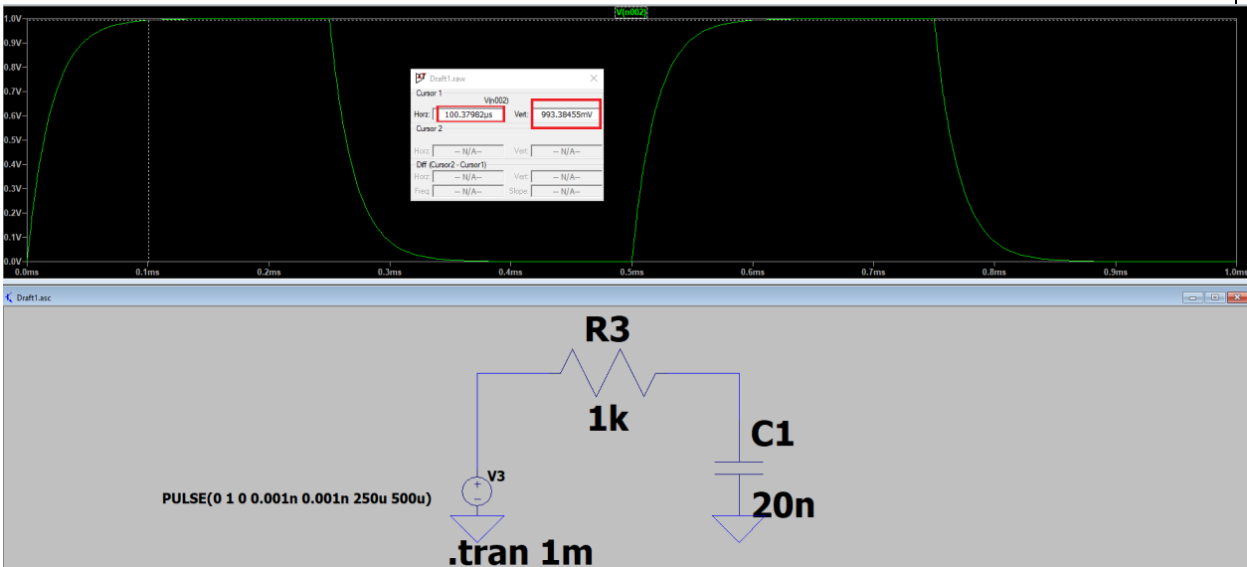 V(n002)
1.0V
0.9V
0.8V
0.7V
0.6V
0.5V
0.4V
0.3V
0.2V
0.1V
0.0V
0.0ms 0.1ms 0.2ms 0.3ms 0.4ms 0.5ms 0.6ms 0.7ms 0.8ms 0.9ms 1.0ms
Draft1.raw
Cursor 1
V(n002)
Horz: 100.37982µs Vert: 993.38455mV
Cursor 2
Horz: -- N/A-- Vert: -- N/A--
Diff (Cursor2 - Cursor1)
Horz: -- N/A-- Vert: -- N/A--
Freq: -- N/A-- Slope: -- N/A--
Draft1.asc
R3
1k
C1
20n
V3
PULSE(0 1 0 0.001n 0.001n 250u 500u)
.tran 1m